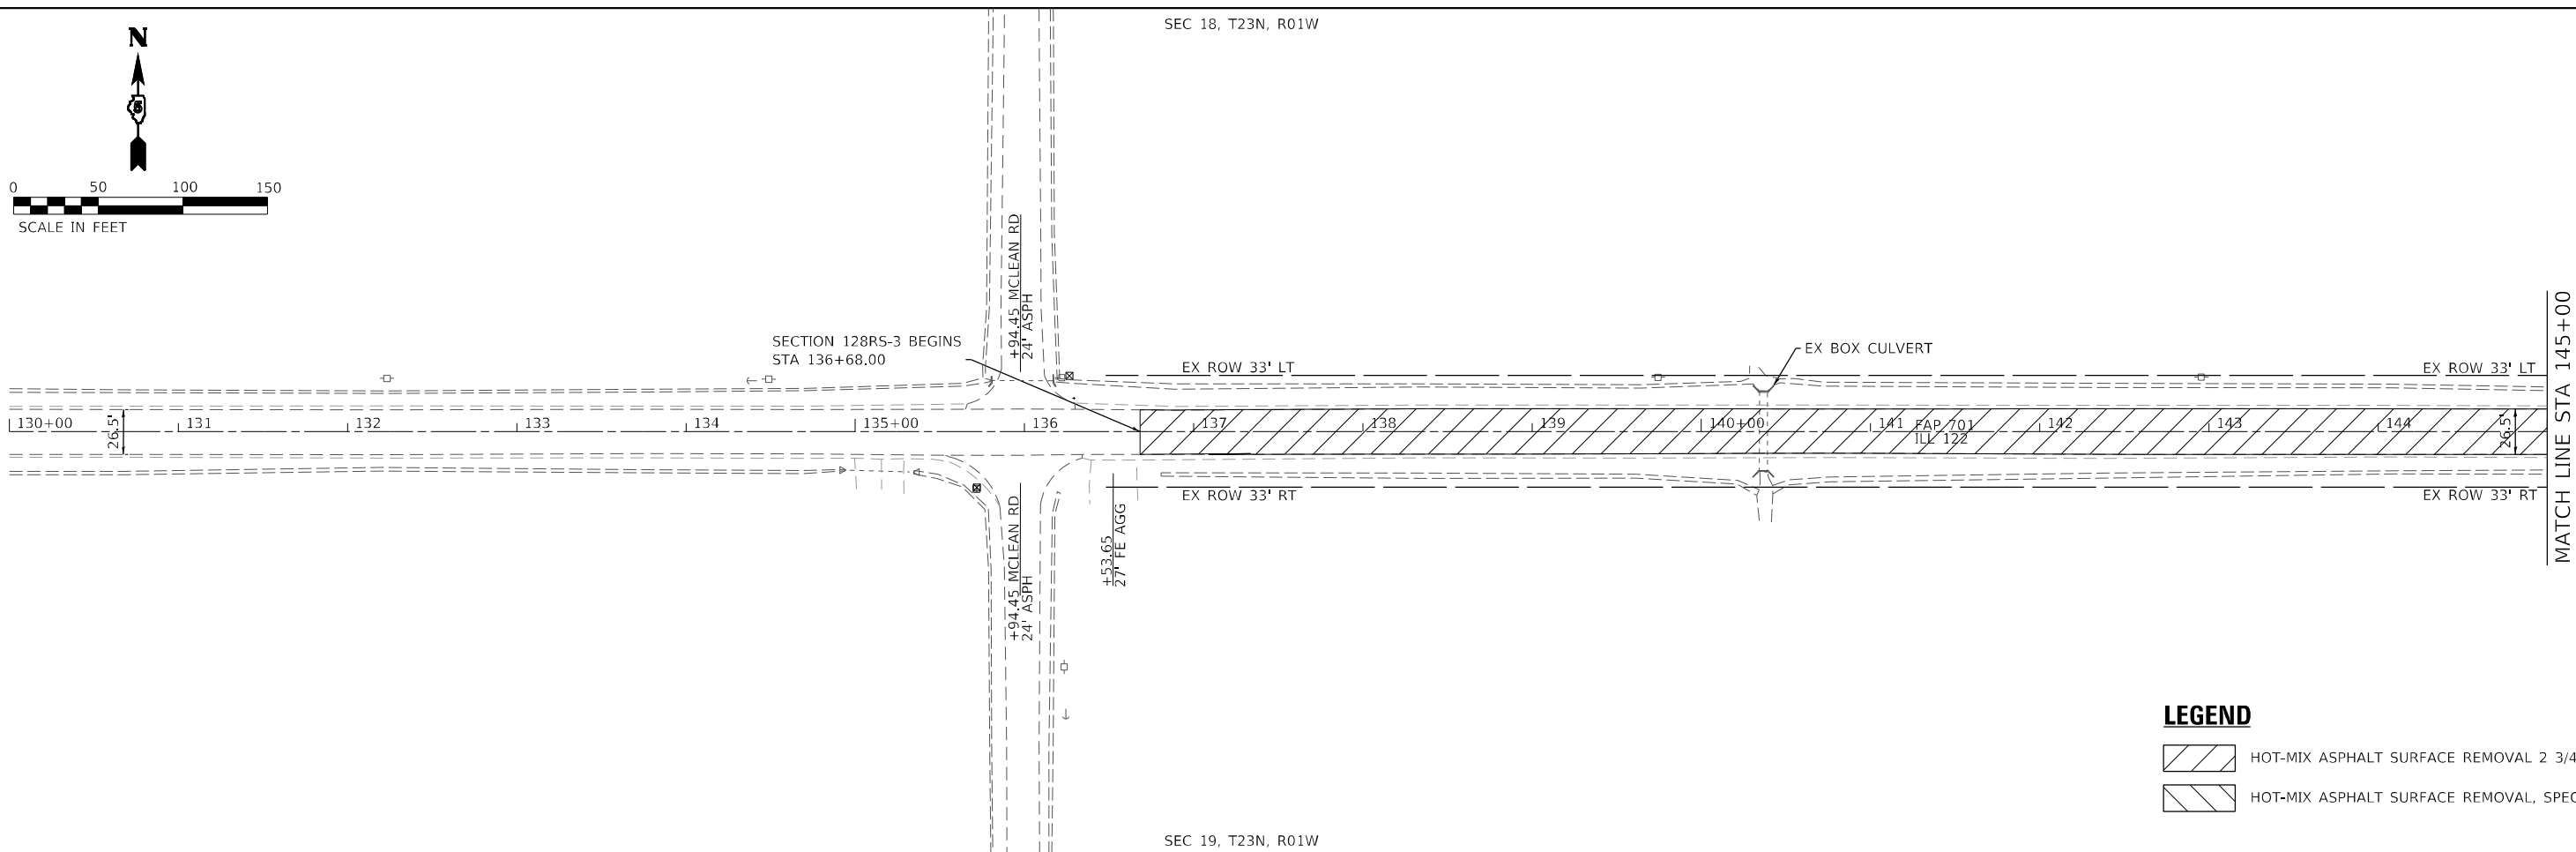 SEC 18, T23N, R01W
N
5
0 50 100 150
SCALE IN FEET
+94.45 MCLEAN RD
24' ASPH
SECTION 128RS-3 BEGINS
STA 136+68.00
EX BOX CULVERT
EX ROW 33' LT
EX ROW 33' LT
MATCH LINE STA 145+00
130+00 131 132 133 134 135+00 136 137 138 139 140+00 141 142 143 144
26.5'
FAP 701
ILL 122
26.5'
EX ROW 33' RT
EX ROW 33' RT
+94.45 MCLEAN RD
24' ASPH
+53.65
27' FE AGG
LEGEND
HOT-MIX ASPHALT SURFACE REMOVAL 2 3/4
HOT-MIX ASPHALT SURFACE REMOVAL, SPEC
SEC 19, T23N, R01W